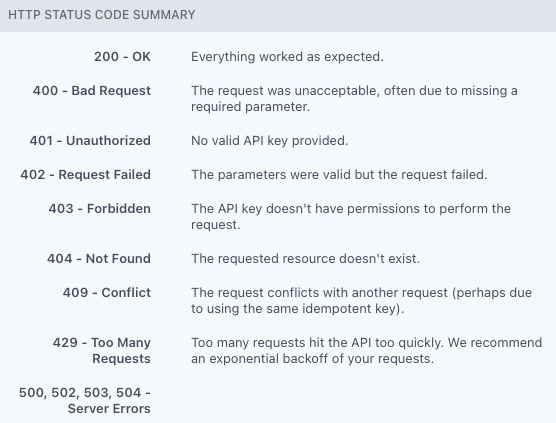 HTTP STATUS CODE SUMMARY
200 - OK Everything worked as expected.
400 - Bad Request The request was unacceptable, often due to missing a
required parameter.
401 - Unauthorized No valid API key provided.
402 - Request Failed The parameters were valid but the request failed.
403 - Forbidden The API key doesn't have permissions to perform the
request.
404 - Not Found The requested resource doesn't exist.
409 - Conflict The request conflicts with another request (perhaps due
to using the same idempotent key).
429 - Too Many Too many requests hit the API too quickly. We recommend
Requests an exponential backoff of your requests.
500, 502, 503, 504 -
Server Errors